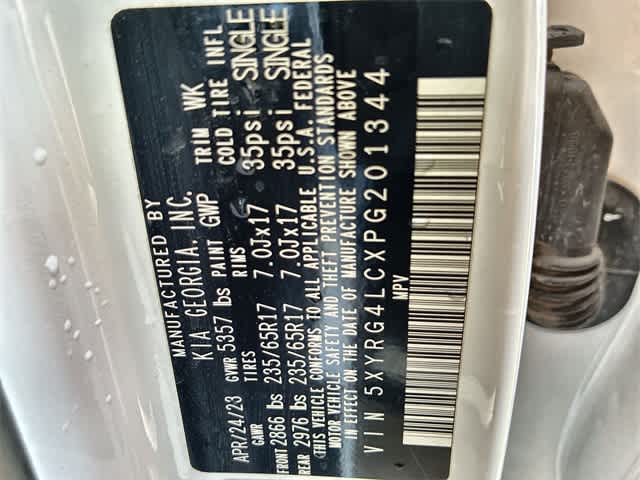 MANUFACTURED BY
KIA GEORGIA, INC.
APR/24/23 GVWR 5357 lbs PAINT GWP TRIM WK
GAWR TIRES RIMS COLD TIRE INFL
FRONT 2866 lbs 235/65R17 7.0Jx17 35psi SINGLE
REAR 2976 lbs 235/65R17 7.0Jx17 35psi SINGLE
THIS VEHICLE CONFORMS TO ALL APPLICABLE U.S.A. FEDERAL
MOTOR VEHICLE SAFETY AND THEFT PREVENTION STANDARDS
IN EFFECT ON THE DATE OF MANUFACTURE SHOWN ABOVE
VIN 5XYRG4LCXPG201344
MPV